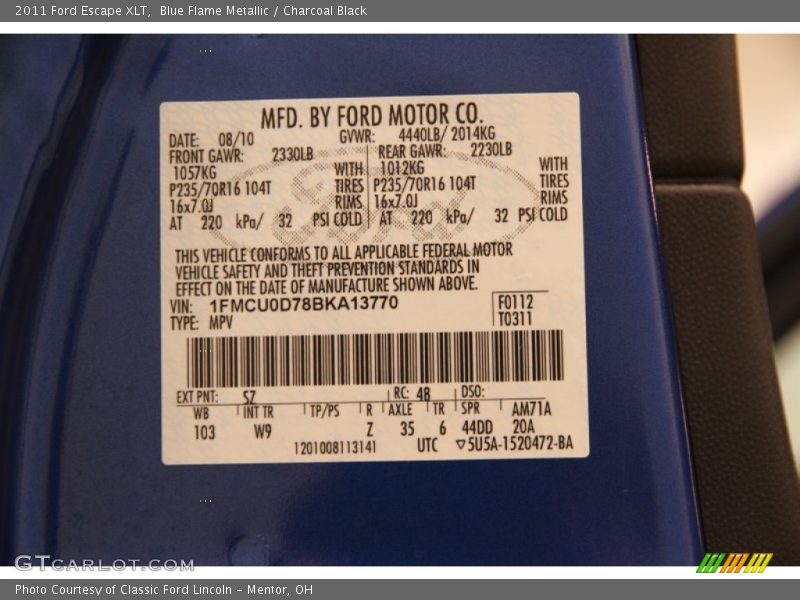 2011 Ford Escape XLT, Blue Flame Metallic / Charcoal Black
MFD. BY FORD MOTOR CO.
DATE: 08/10 GVWR: 4440LB/ 2014KG
FRONT GAWR: 2330LB REAR GAWR: 2230LB
1057KG WITH 1012KG WITH
P235/70R16 104T TIRES P235/70R16 104T TIRES
16x7.0J RIMS 16x7.0J RIMS
AT 220 kPa/ 32 PSI COLD AT 220 kPa/ 32 PSI COLD
THIS VEHICLE CONFORMS TO ALL APPLICABLE FEDERAL MOTOR
VEHICLE SAFETY AND THEFT PREVENTION STANDARDS IN
EFFECT ON THE DATE OF MANUFACTURE SHOWN ABOVE.
VIN: 1FMCU0D78BKA13770 F0112
TYPE: MPV T0311
EXT PNT: SZ RC: 48 DSO:
WB INT TR TP/PS R AXLE TR SPR AM71A
103 W9 Z 35 6 44DD 20A
1201008113141 UTC ▽5U5A-1520472-BA
GTCARLOT.COM
Photo Courtesy of Classic Ford Lincoln - Mentor, OH